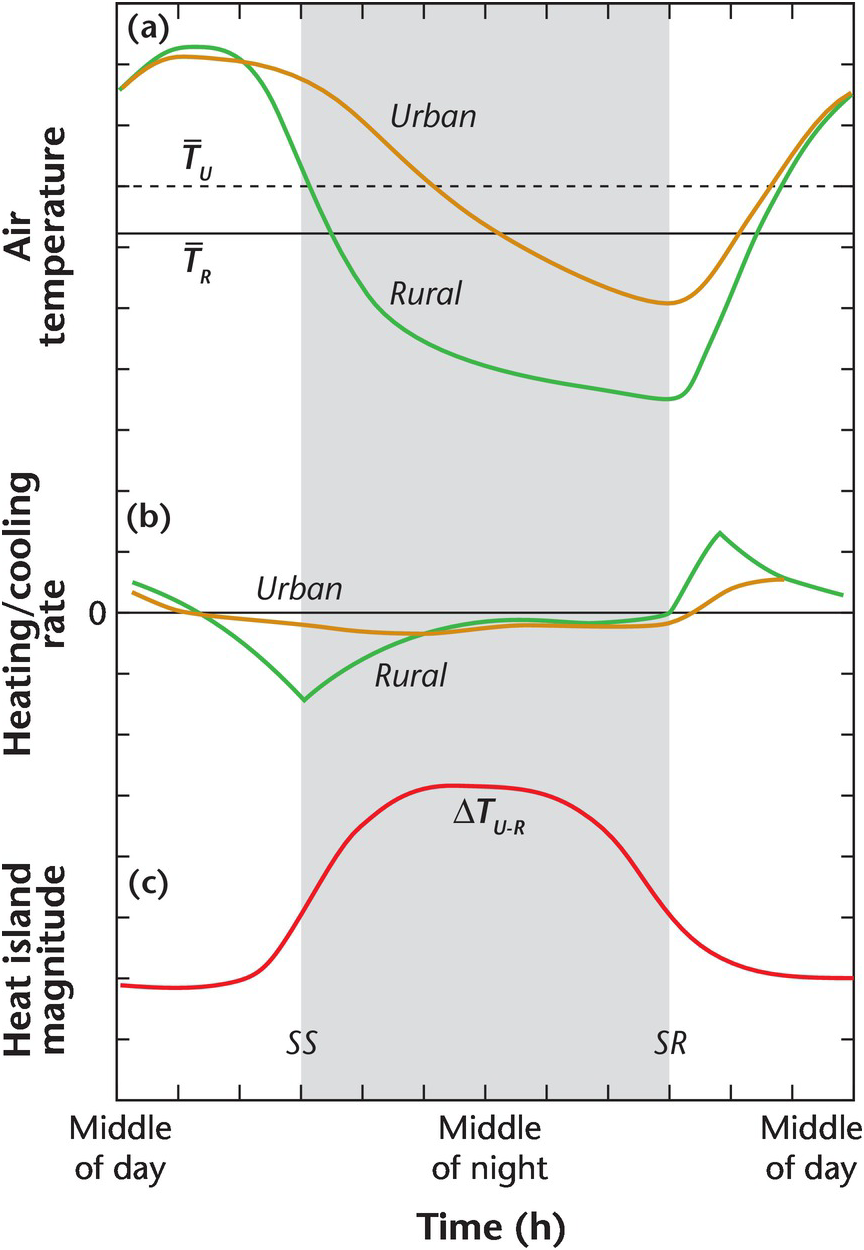 (a)
Urban
T̅U
T̅R
Rural
Air
temperature
(b)
Urban
0
Rural
Heating/cooling
rate
ΔTU-R
(c)
Heat island
magnitude
SS
SR
Middle
of day
Middle
of night
Middle
of day
Time (h)